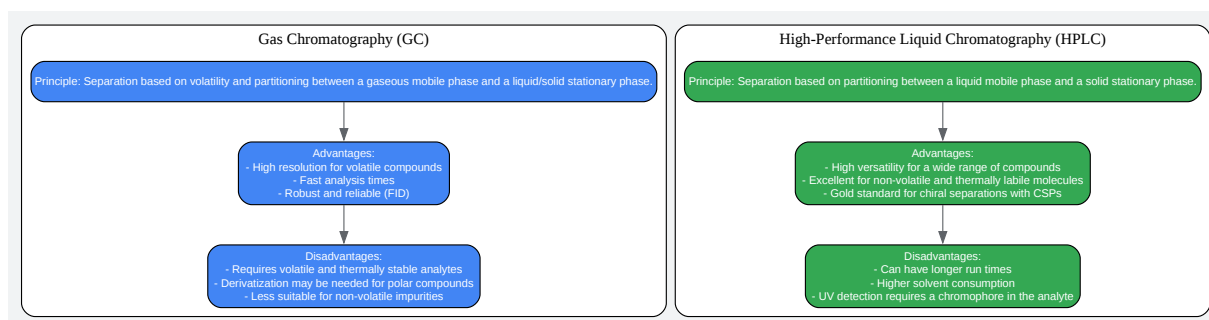 Gas Chromatography (GC)
Principle: Separation based on volatility and partitioning between a gaseous mobile phase and a liquid/solid stationary phase.
Advantages:
- High resolution for volatile compounds
- Fast analysis times
- Robust and reliable (FID)
Disadvantages:
- Requires volatile and thermally stable analytes
- Derivatization may be needed for polar compounds
- Less suitable for non-volatile impurities
High-Performance Liquid Chromatography (HPLC)
Principle: Separation based on partitioning between a liquid mobile phase and a solid stationary phase.
Advantages:
- High versatility for a wide range of compounds
- Excellent for non-volatile and thermally labile molecules
- Gold standard for chiral separations with CSPs
Disadvantages:
- Can have longer run times
- Higher solvent consumption
- UV detection requires a chromophore in the analyte